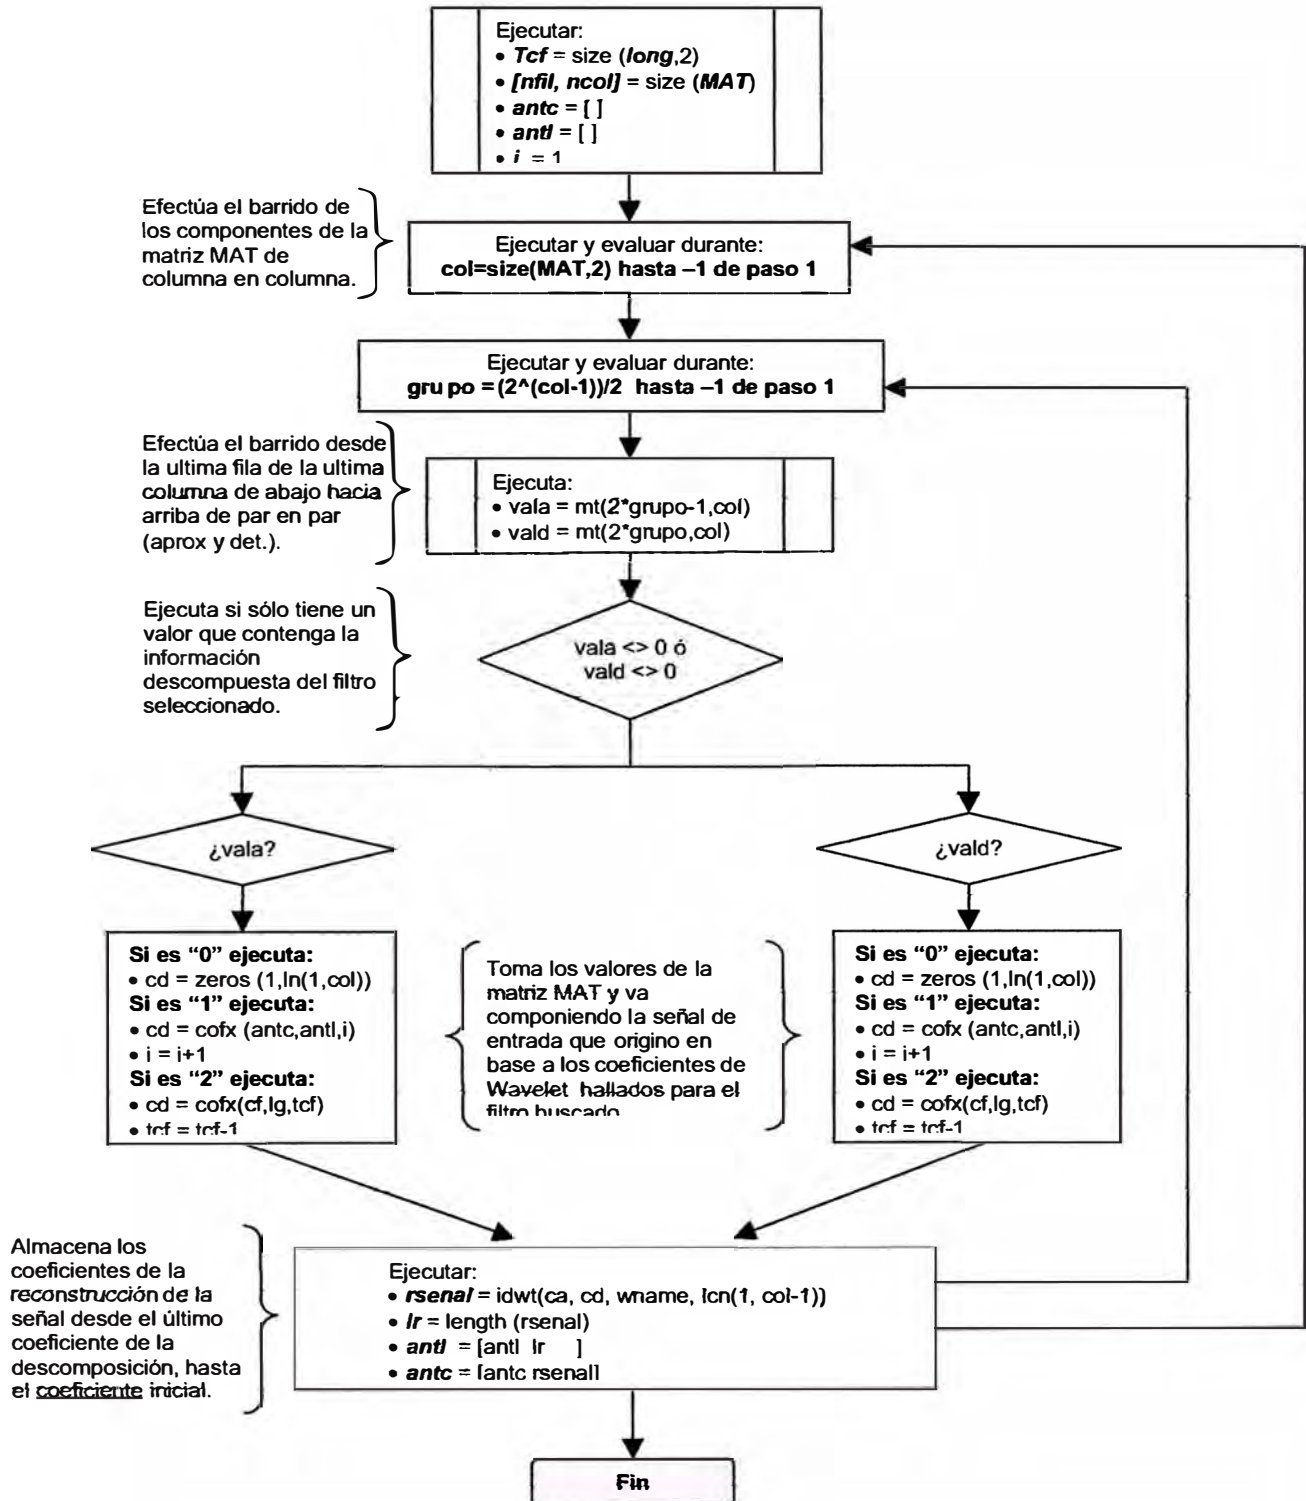 Ejecutar:
• Tcf = size (long,2)
• [nfil, ncol] = size (MAT)
• antc = [ ]
• antl = [ ]
• i = 1
Efectúa el barrido de
los componentes de la
matriz MAT de
columna en columna.
Ejecutar y evaluar durante:
col=size(MAT,2) hasta –1 de paso 1
Ejecutar y evaluar durante:
gru po =(2^(col-1))/2 hasta –1 de paso 1
Efectúa el barrido desde
la ultima fila de la ultima
columna de abajo hacia
arriba de par en par
(aprox y det.).
Ejecuta:
• vala = mt(2*grupo-1,col)
• vald = mt(2*grupo,col)
Ejecuta si sólo tiene un
valor que contenga la
información
descompuesta del filtro
seleccionado.
vala <> 0 ó
vald <> 0
¿vala?
¿vald?
Si es “0” ejecuta:
• cd = zeros (1,ln(1,col))
Si es “1” ejecuta:
• cd = cofx (antc,antl,i)
• i = i+1
Si es “2” ejecuta:
• cd = cofx(cf,lg,tcf)
• tcf = tcf-1
Toma los valores de la
matriz MAT y va
componiendo la señal de
entrada que origino en
base a los coeficientes de
Wavelet hallados para el
filtro buscado
Si es “0” ejecuta:
• cd = zeros (1,ln(1,col))
Si es “1” ejecuta:
• cd = cofx (antc,antl,i)
• i = i+1
Si es “2” ejecuta:
• cd = cofx(cf,lg,tcf)
• tcf = tcf-1
Almacena los
coeficientes de la
reconstrucción de la
señal desde el último
coeficiente de la
descomposición, hasta
el coeficiente inicial.
Ejecutar:
• rsenal = idwt(ca, cd, wname, lcn(1, col-1))
• lr = length (rsenal)
• antl = [antl lr ]
• antc = [antc rsenal]
Fin